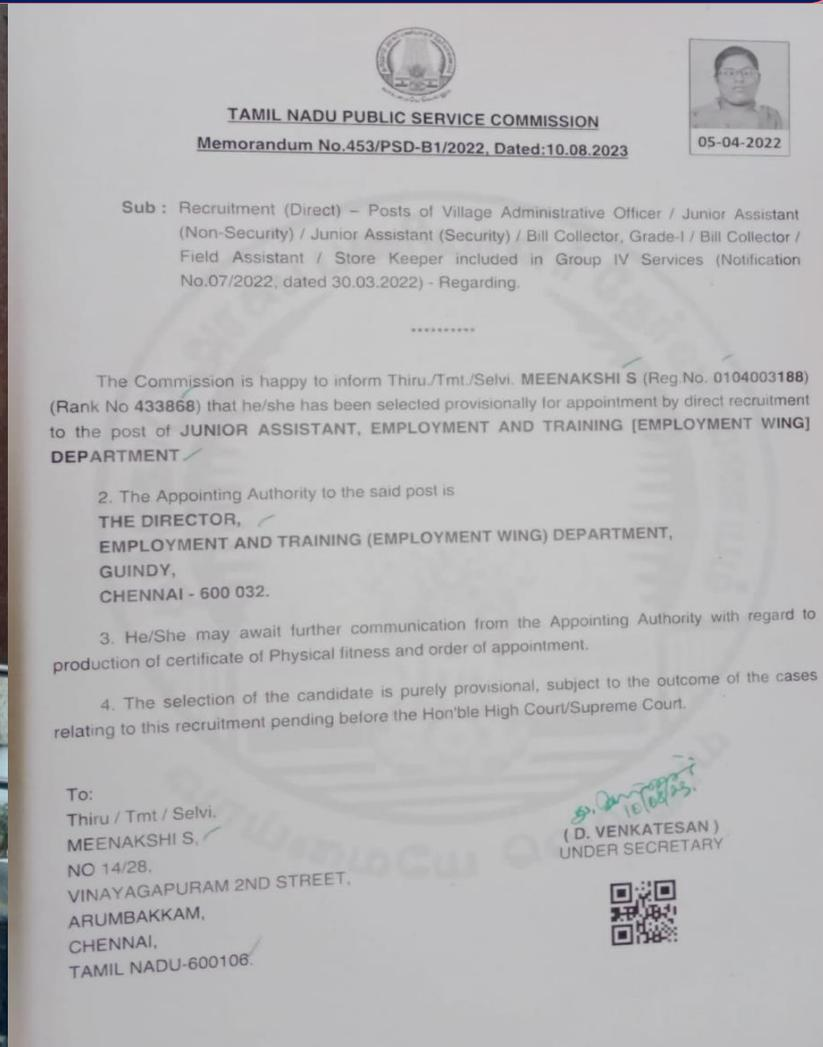 TAMIL NADU PUBLIC SERVICE COMMISSION
Memorandum No.453/PSD-B1/2022, Dated:10.08.2023
05-04-2022
Sub : Recruitment (Direct) – Posts of Village Administrative Officer / Junior Assistant
(Non-Security) / Junior Assistant (Security) / Bill Collector, Grade-I / Bill Collector /
Field Assistant / Store Keeper included in Group IV Services (Notification
No.07/2022, dated 30.03.2022) - Regarding.
**********
The Commission is happy to inform Thiru./Tmt./Selvi. MEENAKSHI S (Reg.No. 0104003188)
(Rank No 433868) that he/she has been selected provisionally for appointment by direct recruitment
to the post of JUNIOR ASSISTANT, EMPLOYMENT AND TRAINING [EMPLOYMENT WING]
DEPARTMENT
2. The Appointing Authority to the said post is
THE DIRECTOR,
EMPLOYMENT AND TRAINING (EMPLOYMENT WING) DEPARTMENT,
GUINDY,
CHENNAI - 600 032.
3. He/She may await further communication from the Appointing Authority with regard to
production of certificate of Physical fitness and order of appointment.
4. The selection of the candidate is purely provisional, subject to the outcome of the cases
relating to this recruitment pending before the Hon'ble High Court/Supreme Court.
To:
Thiru / Tmt / Selvi.
MEENAKSHI S,
NO 14/28,
VINAYAGAPURAM 2ND STREET,
ARUMBAKKAM,
CHENNAI,
TAMIL NADU-600106.
10/08/23.
( D. VENKATESAN )
UNDER SECRETARY